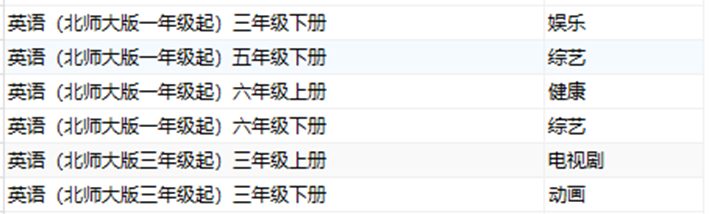 英语（北师大版一年级起）三年级下册 娱乐
英语（北师大版一年级起）五年级下册 综艺
英语（北师大版一年级起）六年级上册 健康
英语（北师大版一年级起）六年级下册 综艺
英语（北师大版三年级起）三年级上册 电视剧
英语（北师大版三年级起）三年级下册 动画